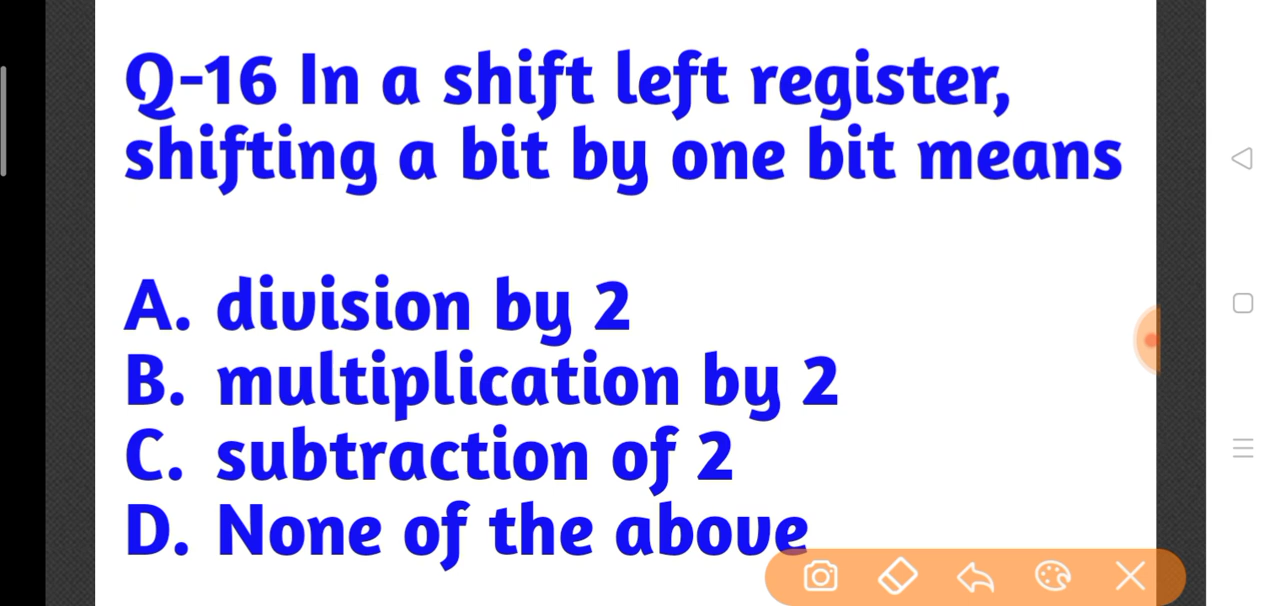 Q-16 In a shift left register,
shifting a bit by one bit means
A. division by 2
B. multiplication by 2
C. subtraction of 2
D. None of the above